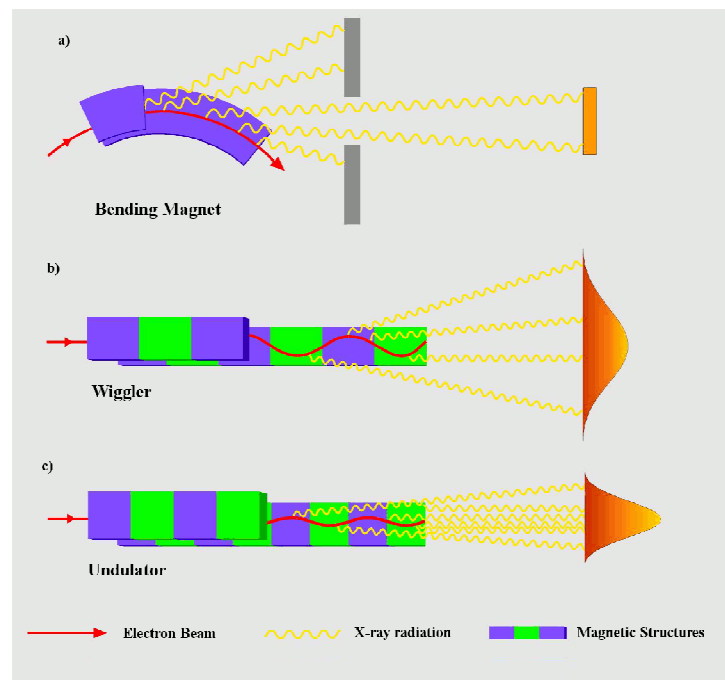 a)
Bending Magnet
b)
Wiggler
c)
Undulator
Electron Beam
X-ray radiation
Magnetic Structures